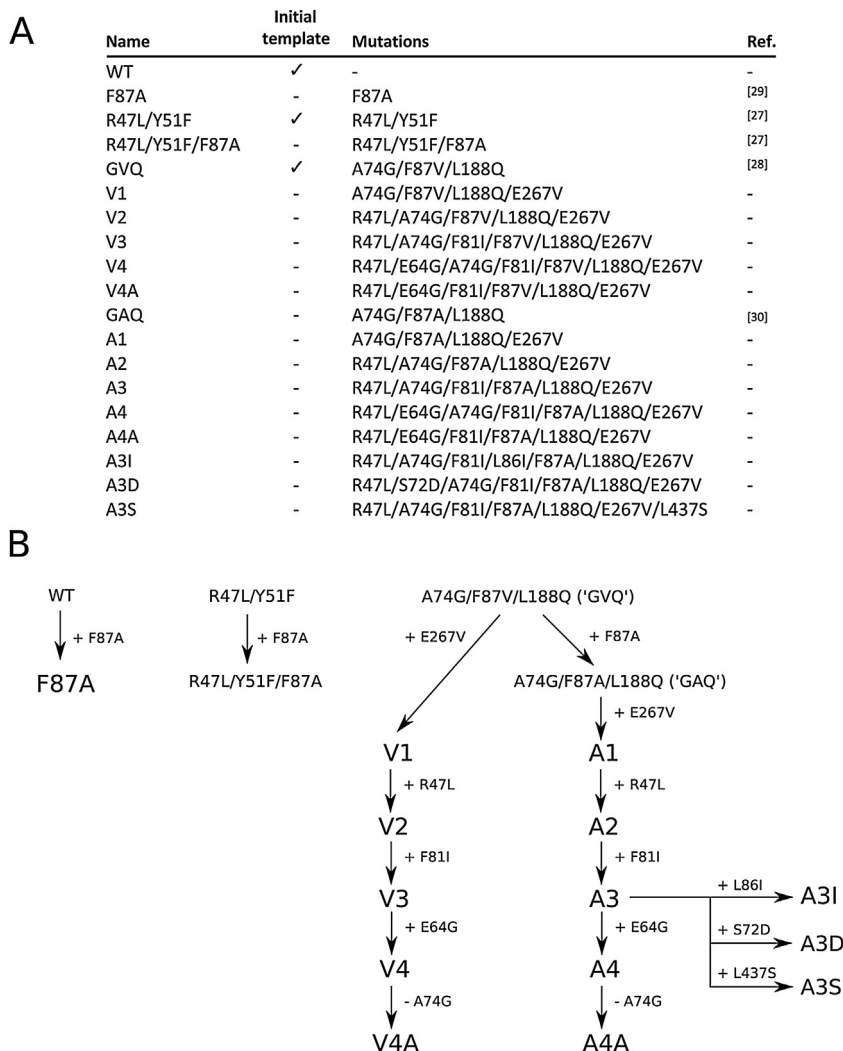 A
Name Initial template Mutations Ref.
WT ✓ - -
F87A - F87A [29]
R47L/Y51F ✓ R47L/Y51F [27]
R47L/Y51F/F87A - R47L/Y51F/F87A [27]
GVQ ✓ A74G/F87V/L188Q [28]
V1 - A74G/F87V/L188Q/E267V -
V2 - R47L/A74G/F87V/L188Q/E267V -
V3 - R47L/A74G/F81I/F87V/L188Q/E267V -
V4 - R47L/E64G/A74G/F81I/F87V/L188Q/E267V -
V4A - R47L/E64G/F81I/F87V/L188Q/E267V -
GAQ - A74G/F87A/L188Q [30]
A1 - A74G/F87A/L188Q/E267V -
A2 - R47L/A74G/F87A/L188Q/E267V -
A3 - R47L/A74G/F81I/F87A/L188Q/E267V -
A4 - R47L/E64G/A74G/F81I/F87A/L188Q/E267V -
A4A - R47L/E64G/F81I/F87A/L188Q/E267V -
A3I - R47L/A74G/F81I/L86I/F87A/L188Q/E267V -
A3D - R47L/S72D/A74G/F81I/F87A/L188Q/E267V -
A3S - R47L/A74G/F81I/F87A/L188Q/E267V/L437S -
B
WT R47L/Y51F A74G/F87V/L188Q ('GVQ')
+ F87A + F87A + E267V + F87A
F87A R47L/Y51F/F87A A74G/F87A/L188Q ('GAQ')
+ E267V
V1 A1
+ R47L + R47L
V2 A2
+ F81I + F81I
V3 A3 + L86I A3I
+ E64G + E64G + S72D A3D
V4 A4 + L437S A3S
- A74G - A74G
V4A A4A